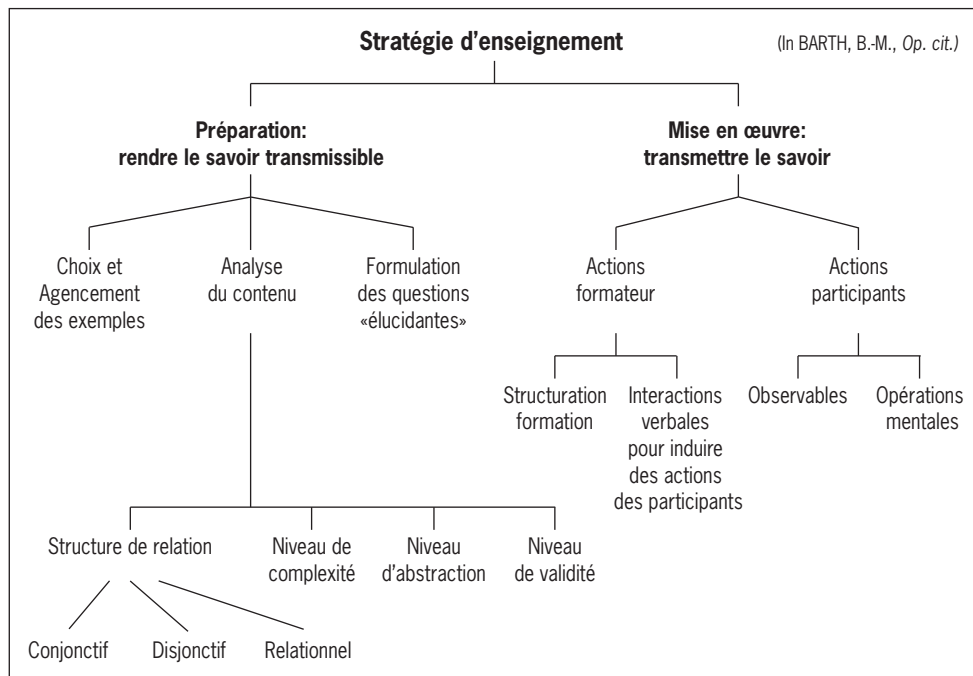 Stratégie d'enseignement
(In BARTH, B.-M., Op. cit.)
Préparation:
rendre le savoir transmissible
Mise en œuvre:
transmettre le savoir
Choix et
Agencement
des exemples
Analyse
du contenu
Formulation
des questions
«élucidantes»
Actions
formateur
Actions
participants
Structuration
formation
Interactions
verbales
pour induire
des actions
des participants
Observables
Opérations
mentales
Structure de relation
Niveau de
complexité
Niveau
d'abstraction
Niveau
de validité
Conjonctif
Disjonctif
Relationnel